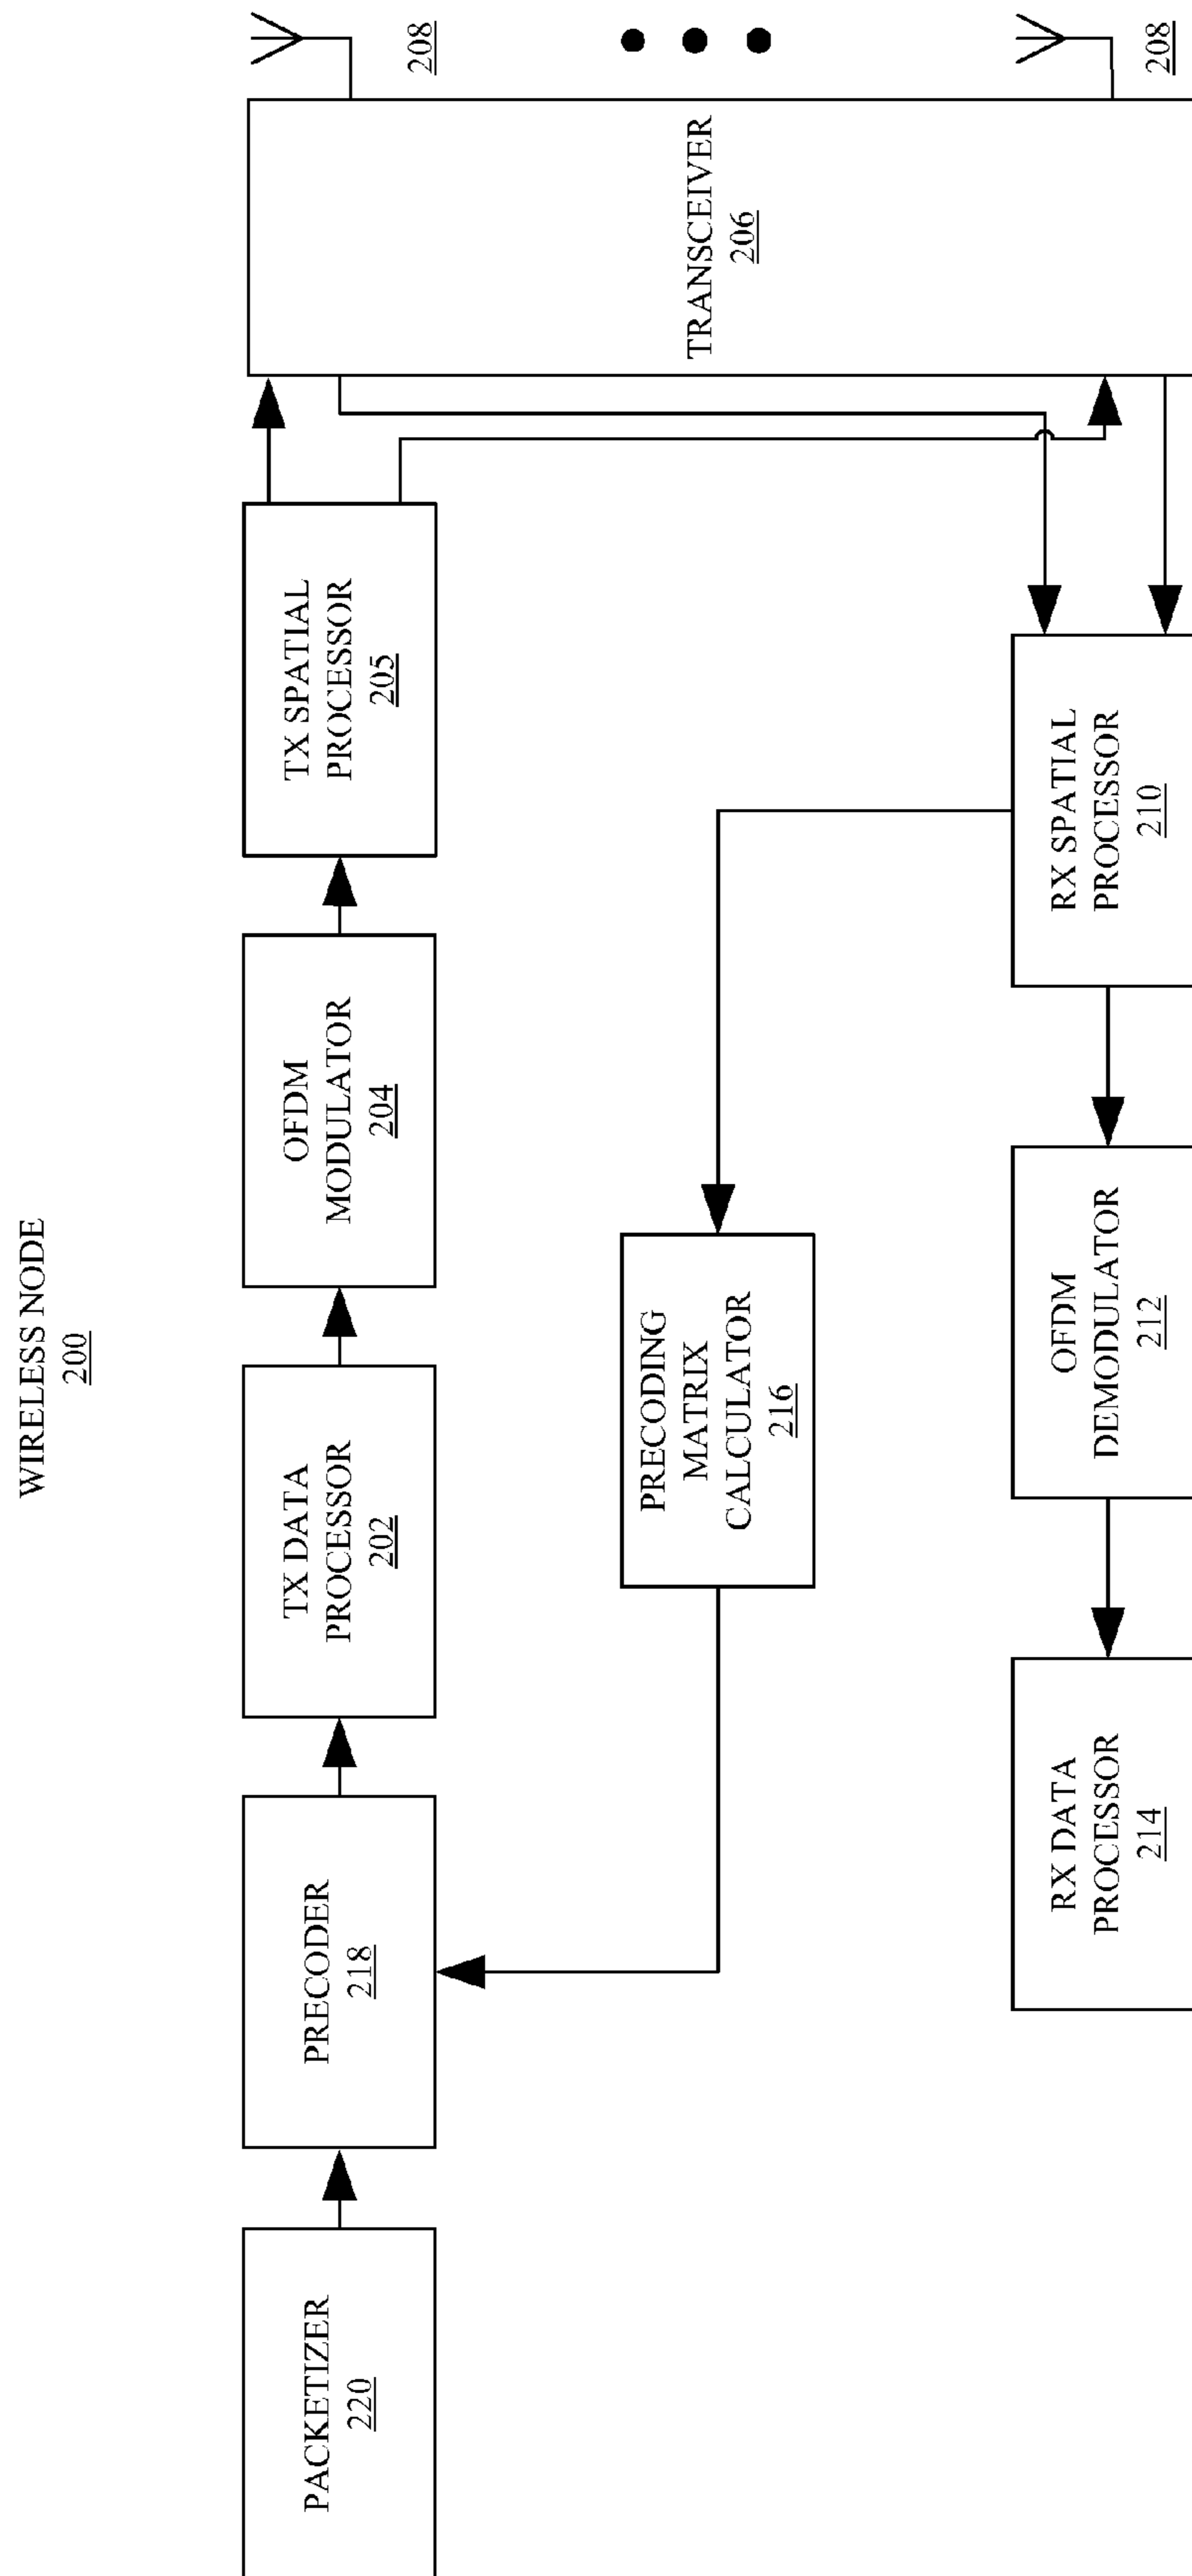 WIRELESS NODE
200
PACKETIZER
220
PRECODER
218
TX DATA
PROCESSOR
202
OFDM
MODULATOR
204
TX SPATIAL
PROCESSOR
205
TRANSCEIVER
206
208
208
PRECODING
MATRIX
CALCULATOR
216
RX DATA
PROCESSOR
214
OFDM
DEMODULATOR
212
RX SPATIAL
PROCESSOR
210